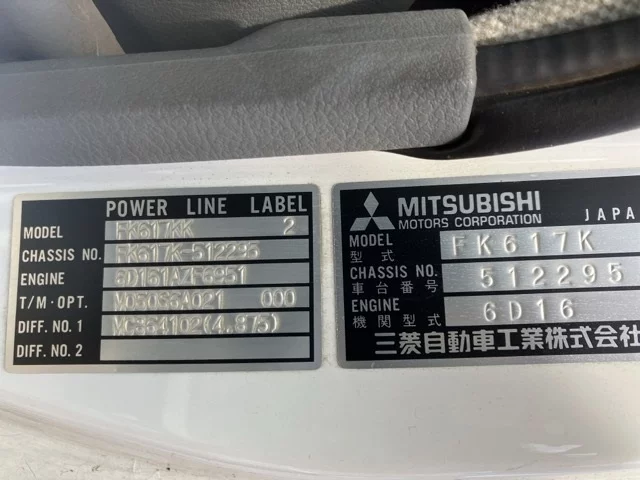 POWER LINE LABEL
MODEL FK617KK 2
CHASSIS NO. FK617K-512295
ENGINE
T/M·OPT. M050S6A021 000
DIFF. NO. 1 (4.875)
DIFF. NO. 2
MITSUBISHI
MOTORS CORPORATION JAPA
MODEL
型式 FK617K
CHASSIS NO.
車台番号 512295
ENGINE
機関型式 6D16
三菱自動車工業株式会社